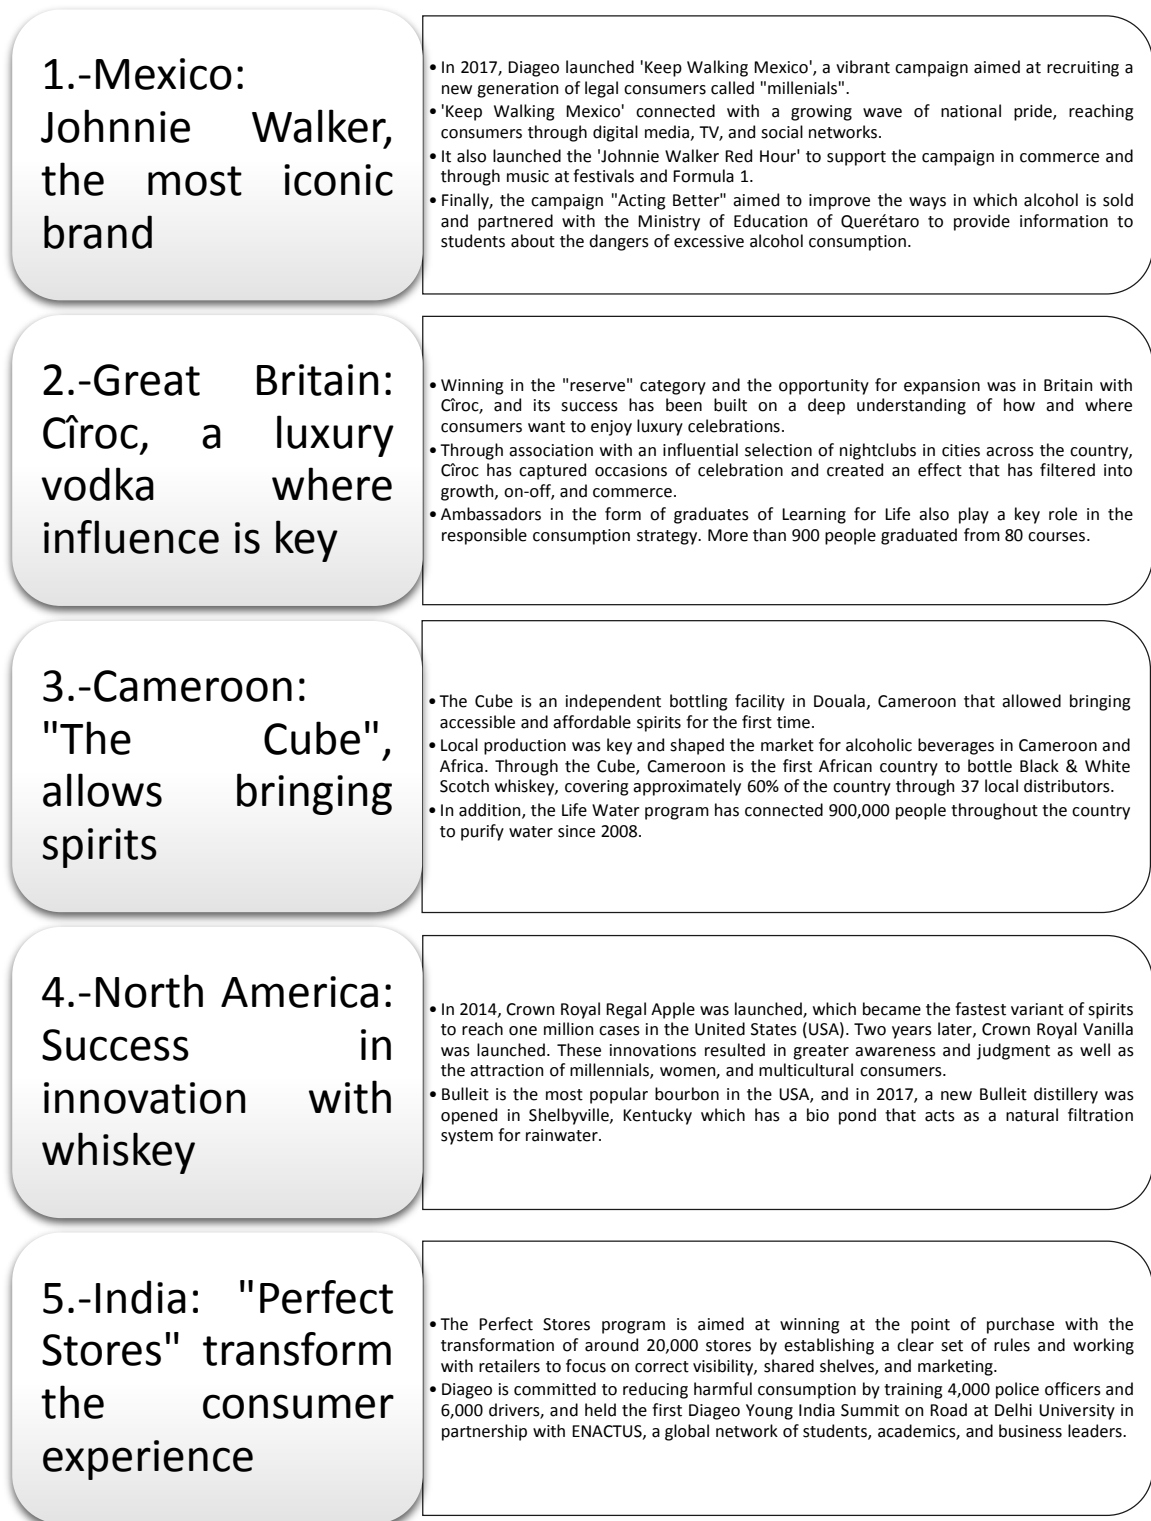 1.-Mexico:
Johnnie Walker,
the most iconic
brand
• In 2017, Diageo launched 'Keep Walking Mexico', a vibrant campaign aimed at recruiting a
new generation of legal consumers called "millenials".
• 'Keep Walking Mexico' connected with a growing wave of national pride, reaching
consumers through digital media, TV, and social networks.
• It also launched the 'Johnnie Walker Red Hour' to support the campaign in commerce and
through music at festivals and Formula 1.
• Finally, the campaign "Acting Better" aimed to improve the ways in which alcohol is sold
and partnered with the Ministry of Education of Querétaro to provide information to
students about the dangers of excessive alcohol consumption.
2.-Great Britain:
Cîroc, a luxury
vodka where
influence is key
• Winning in the "reserve" category and the opportunity for expansion was in Britain with
Cîroc, and its success has been built on a deep understanding of how and where
consumers want to enjoy luxury celebrations.
• Through association with an influential selection of nightclubs in cities across the country,
Cîroc has captured occasions of celebration and created an effect that has filtered into
growth, on-off, and commerce.
• Ambassadors in the form of graduates of Learning for Life also play a key role in the
responsible consumption strategy. More than 900 people graduated from 80 courses.
3.-Cameroon:
"The Cube",
allows bringing
spirits
• The Cube is an independent bottling facility in Douala, Cameroon that allowed bringing
accessible and affordable spirits for the first time.
• Local production was key and shaped the market for alcoholic beverages in Cameroon and
Africa. Through the Cube, Cameroon is the first African country to bottle Black & White
Scotch whiskey, covering approximately 60% of the country through 37 local distributors.
• In addition, the Life Water program has connected 900,000 people throughout the country
to purify water since 2008.
4.-North America:
Success in
innovation with
whiskey
• In 2014, Crown Royal Regal Apple was launched, which became the fastest variant of spirits
to reach one million cases in the United States (USA). Two years later, Crown Royal Vanilla
was launched. These innovations resulted in greater awareness and judgment as well as
the attraction of millennials, women, and multicultural consumers.
• Bulleit is the most popular bourbon in the USA, and in 2017, a new Bulleit distillery was
opened in Shelbyville, Kentucky which has a bio pond that acts as a natural filtration
system for rainwater.
5.-India: "Perfect
Stores" transform
the consumer
experience
• The Perfect Stores program is aimed at winning at the point of purchase with the
transformation of around 20,000 stores by establishing a clear set of rules and working
with retailers to focus on correct visibility, shared shelves, and marketing.
• Diageo is committed to reducing harmful consumption by training 4,000 police officers and
6,000 drivers, and held the first Diageo Young India Summit on Road at Delhi University in
partnership with ENACTUS, a global network of students, academics, and business leaders.